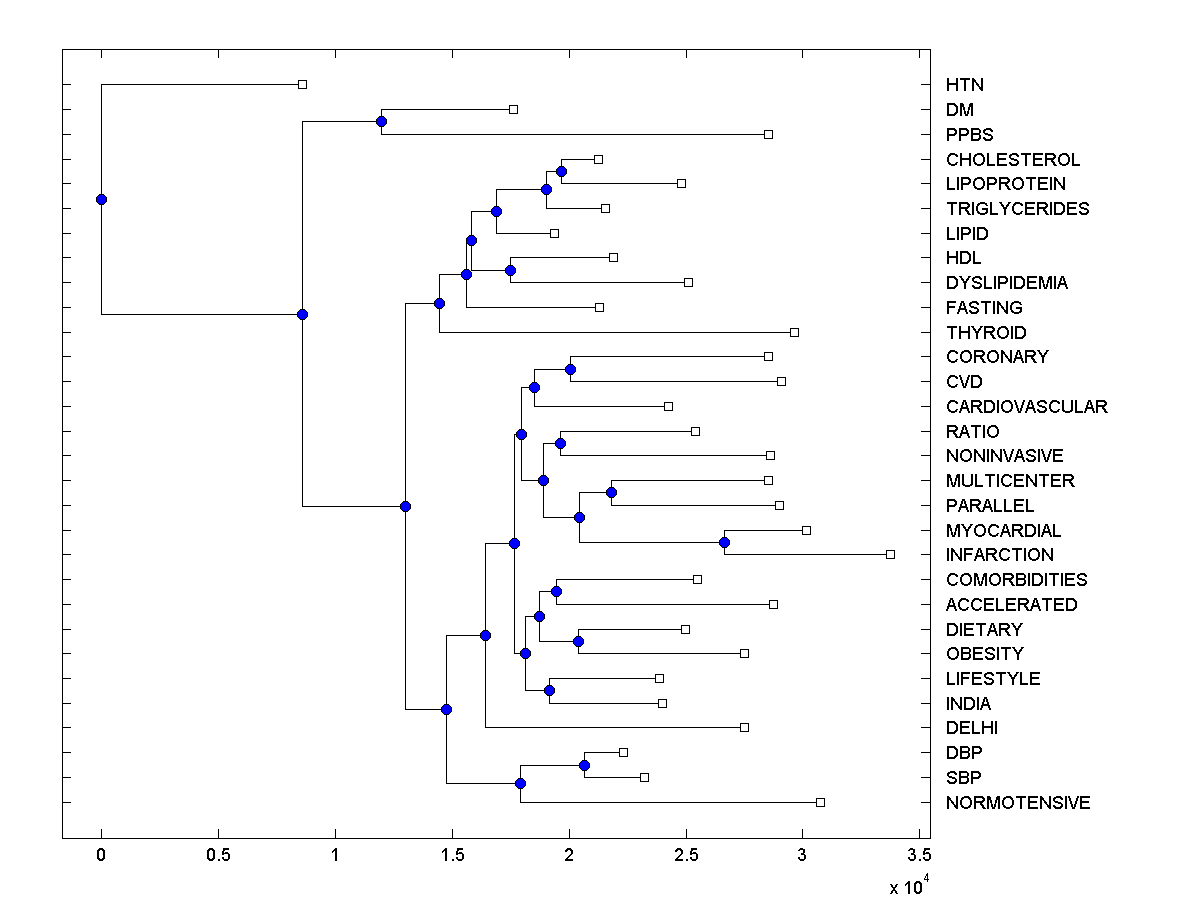 HTN
DM
PPBS
CHOLESTEROL
LIPOPROTEIN
TRIGLYCERIDES
LIPID
HDL
DYSLIPIDEMIA
FASTING
THYROID
CORONARY
CVD
CARDIOVASCULAR
RATIO
NONINVASIVE
MULTICENTER
PARALLEL
MYOCARDIAL
INFARCTION
COMORBIDITIES
ACCELERATED
DIETARY
OBESITY
LIFESTYLE
INDIA
DELHI
DBP
SBP
NORMOTENSIVE
0 0.5 1 1.5 2 2.5 3 3.5
x 10^4